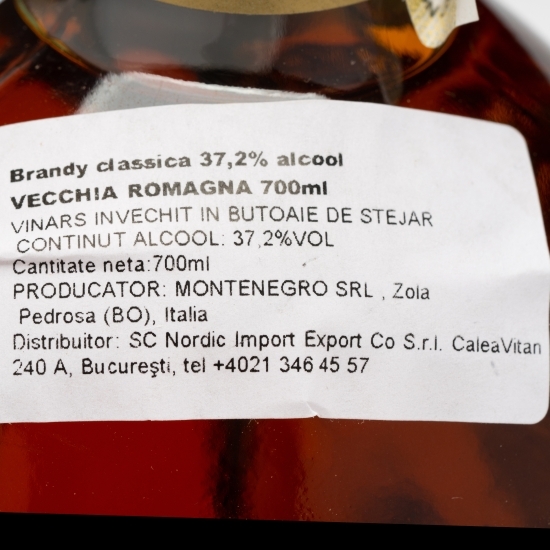 Brandy classica 37,2% alcool
VECCHIA ROMAGNA 700ml
VINARS INVECHIT IN BUTOAIE DE STEJAR
CONTINUT ALCOOL: 37,2%VOL
Cantitate neta:700ml
PRODUCATOR: MONTENEGRO SRL , Zola
Pedrosa (BO), Italia
Distribuitor: SC Nordic Import Export Co S.r.l. CaleaVitan
240 A, Bucureşti, tel +4021 346 45 57